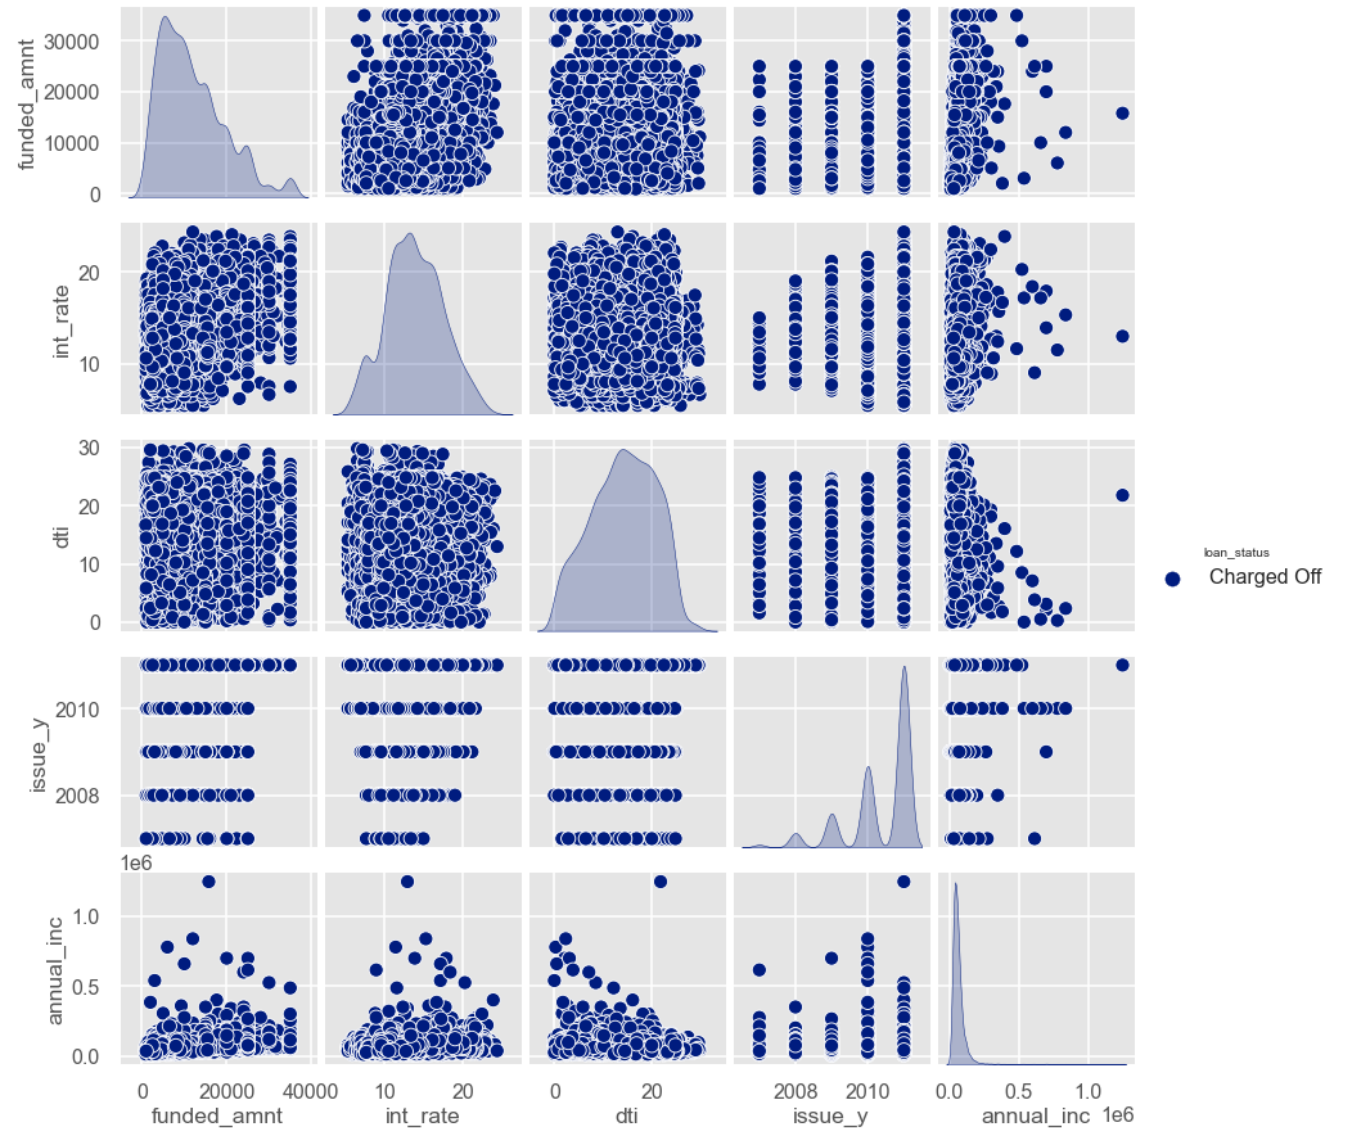 funded_amnt
30000
20000
10000
0
int_rate
20
10
dti
30
20
10
0
loan_status
Charged Off
issue_y
2010
2008
1e6
annual_inc
1.0
0.5
0.0
0 20000 40000 10 20 0 20 2008 2010 0.0 0.5 1.0
funded_amnt int_rate dti issue_y annual_inc 1e6